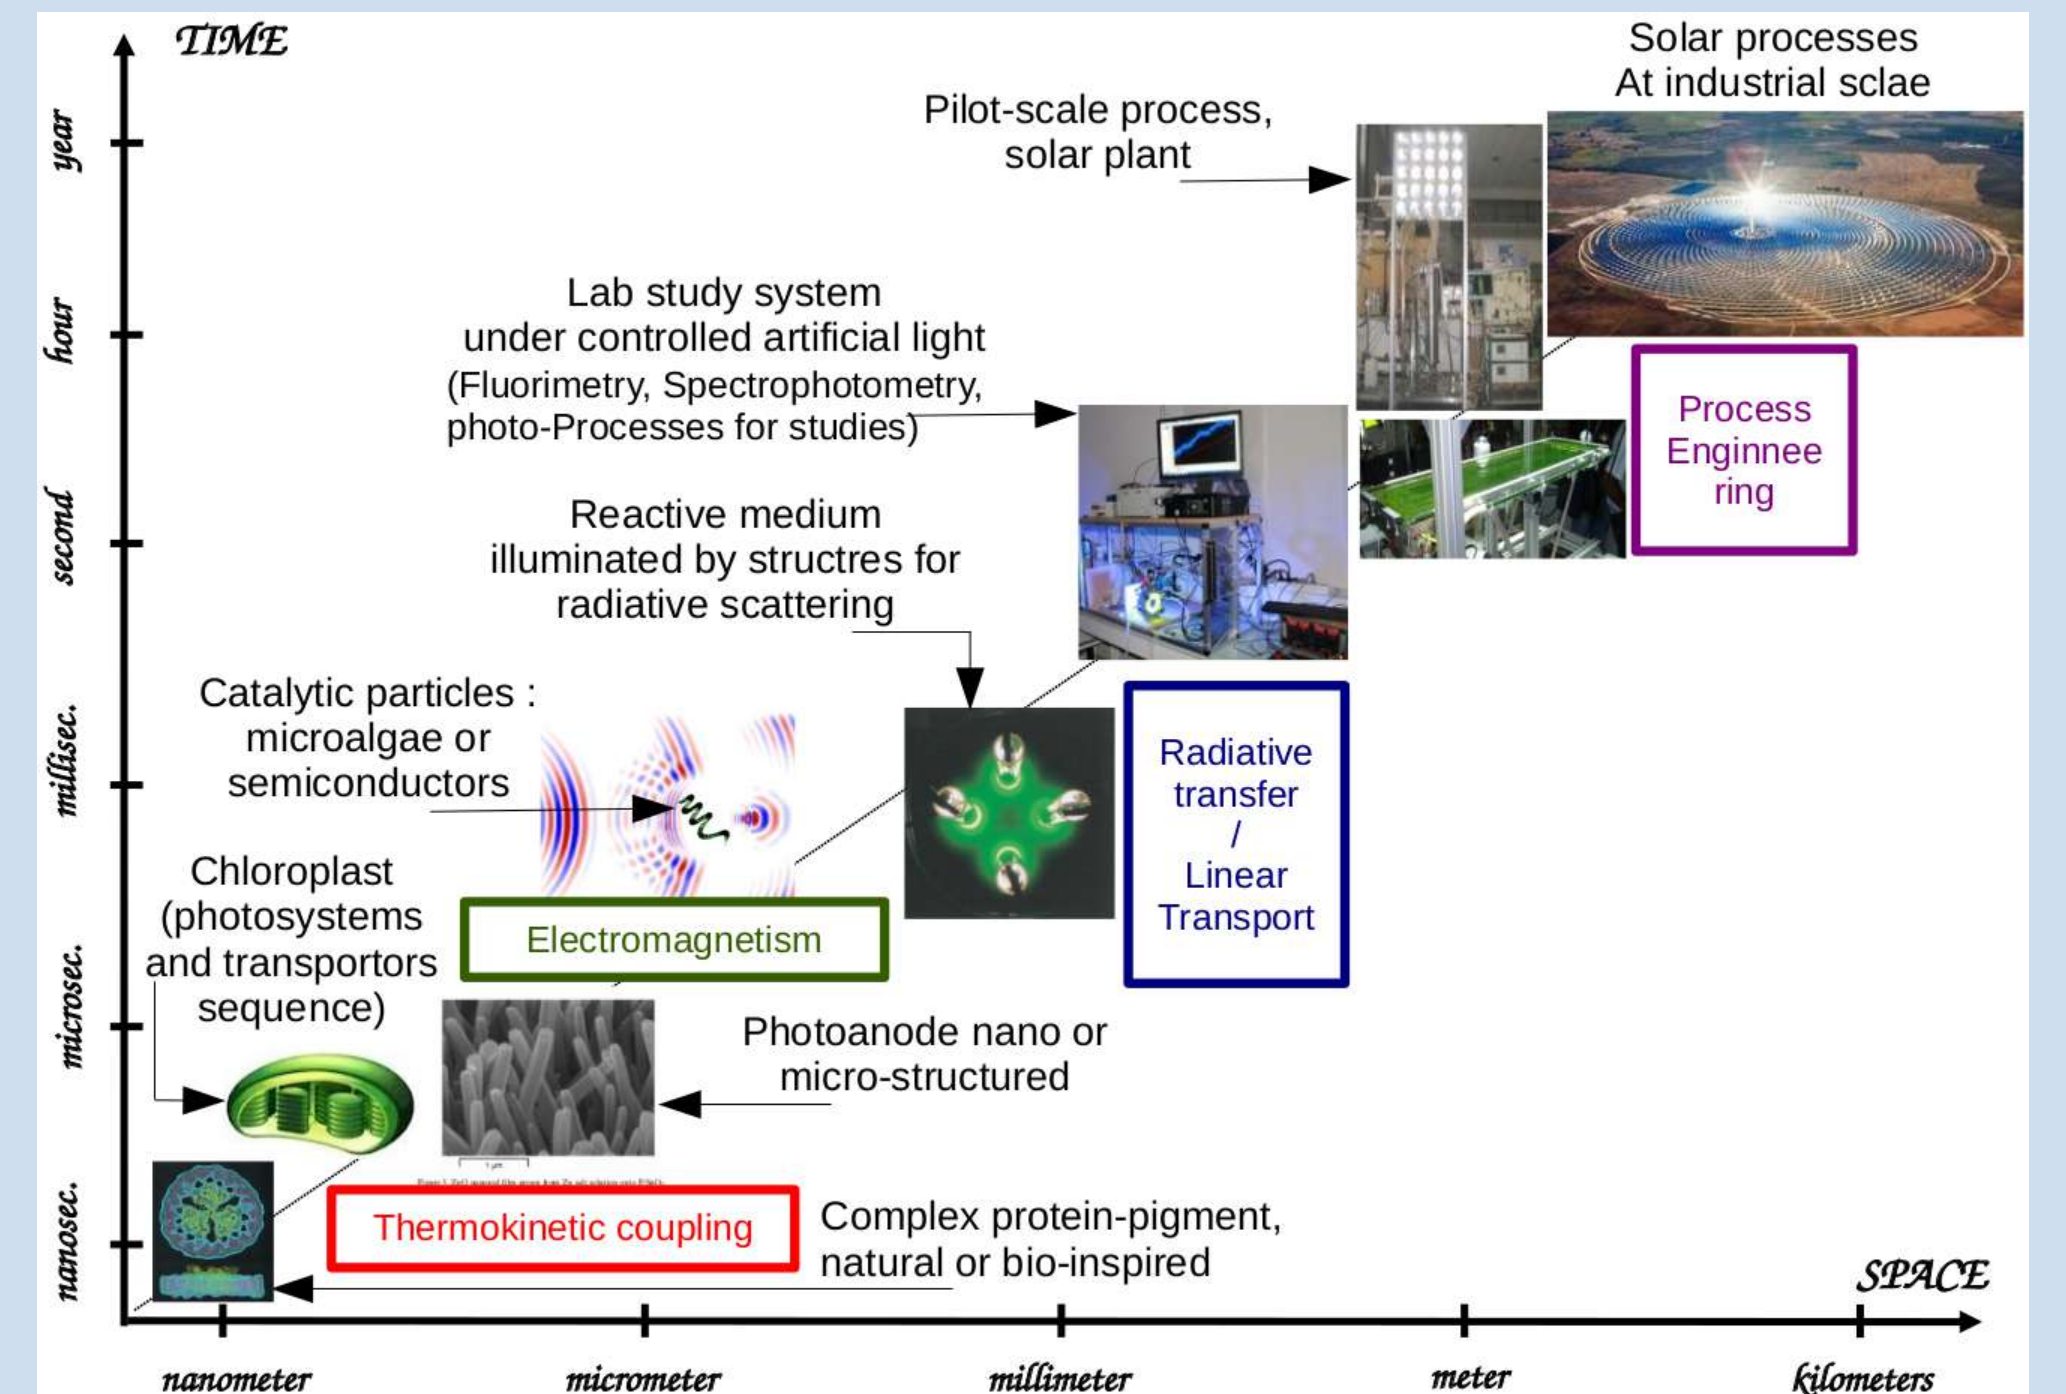 TIME
Solar processes
At industrial sclae
Pilot-scale process,
solar plant
year
Lab study system
under controlled artificial light
(Fluorimetry, Spectrophotometry,
photo-Processes for studies)
hour
Process
Enginnee
ring
Reactive medium
illuminated by structres for
radiative scattering
second
Catalytic particles :
microalgae or
semiconductors
millisec.
Radiative
transfer
/
Linear
Transport
Chloroplast
(photosystems
and transportors
sequence)
Electromagnetism
microsec.
Photoanode nano or
micro-structured
1 µm
Thermokinetic coupling
Complex protein-pigment,
natural or bio-inspired
nanosec.
SPACE
nanometer
micrometer
millimeter
meter
kilometers